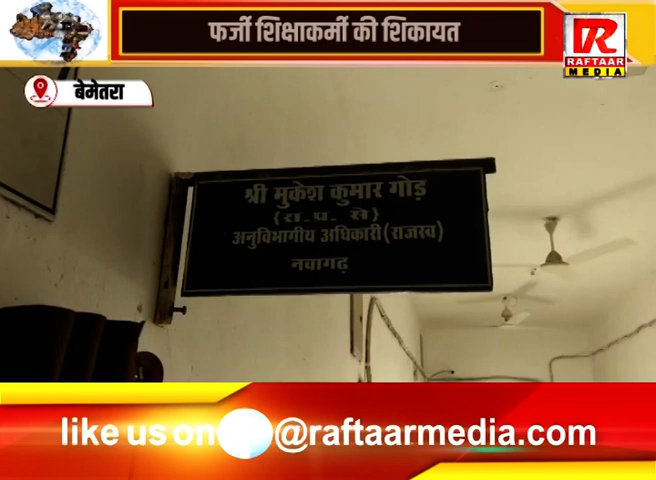 फर्जी शिक्षाकर्मी की शिकायत
R
RAFTAAR
MEDIA
बेमेतरा
श्री मुकेश कुमार गोड़
(रा. प्र. से)
अनुविभागीय अधिकारी (राजस्व)
नवागढ़
like us on @raftaarmedia.com